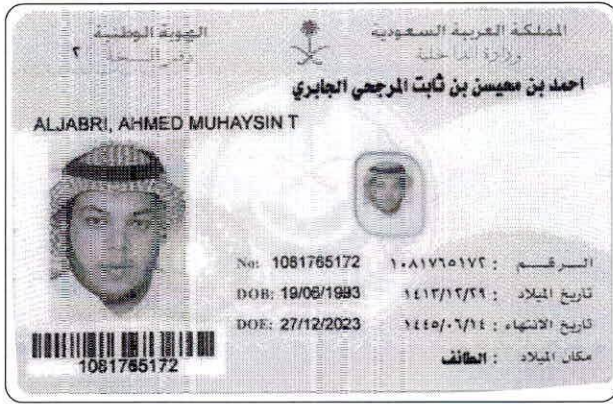 المملكة العربية السعودية
وزارة الداخلية
الهوية الوطنية
٢
احمد بن محيسن بن ثابت المرجحي الجابري
ALJABRI, AHMED MUHAYSIN T
No: 1081765172 الـرقـم : ١٠٨١٧٦٥١٧٢
DOB: 19/06/1993 تاريخ الميلاد : ١٤١٣/١٢/٢٩
DOE: 27/12/2023 تاريخ الانتهاء : ١٤٤٥/٠٦/١٤
مكان الميلاد : الطائف
1081765172